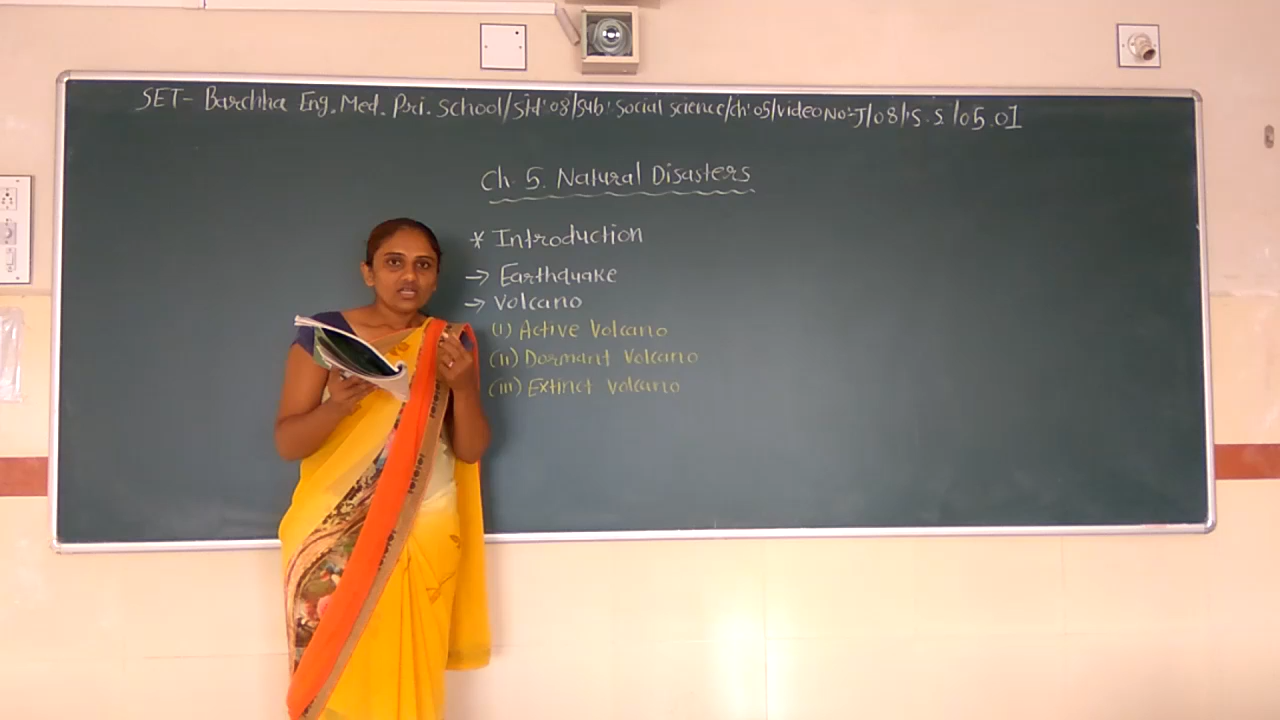 SET- Barchha Eng. Med. Pri. School/Std:08/Sub: Social science/ch:05/Video No:-J/08/S.S./05.01
Ch. 5. Natural Disasters
* Introduction
→ Earthquake
→ Volcano
(I) Active Volcano
(II) Dormant Volcano
(III) Extinct Volcano